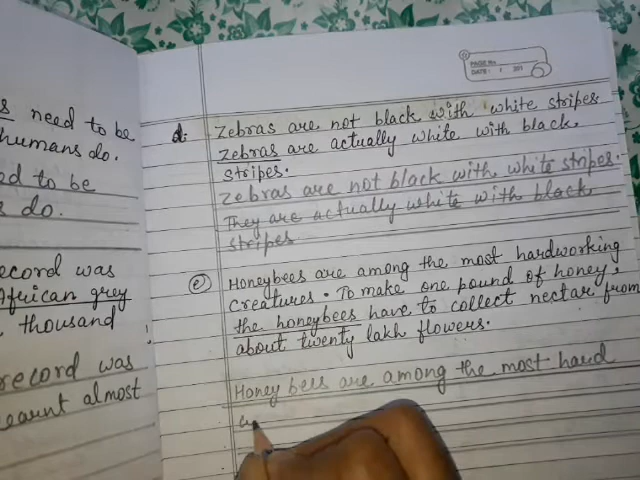 PAGE No.
DATE: / /201
s need to be
humans do.
ed to be
s do.
ecord was
African grey
thousand
record was
earnt almost
d. Zebras are not black with white stripes
Zebras are actually white with black.
stripes.
Zebras are not black with white stripes.
They are actually white with black
stripes
(e) Honeybees are among the most hardworking
creatures. To make one pound of honey,
the honeybees have to collect nectar from
about twenty lakh flowers.
Honey bees are among the most hard